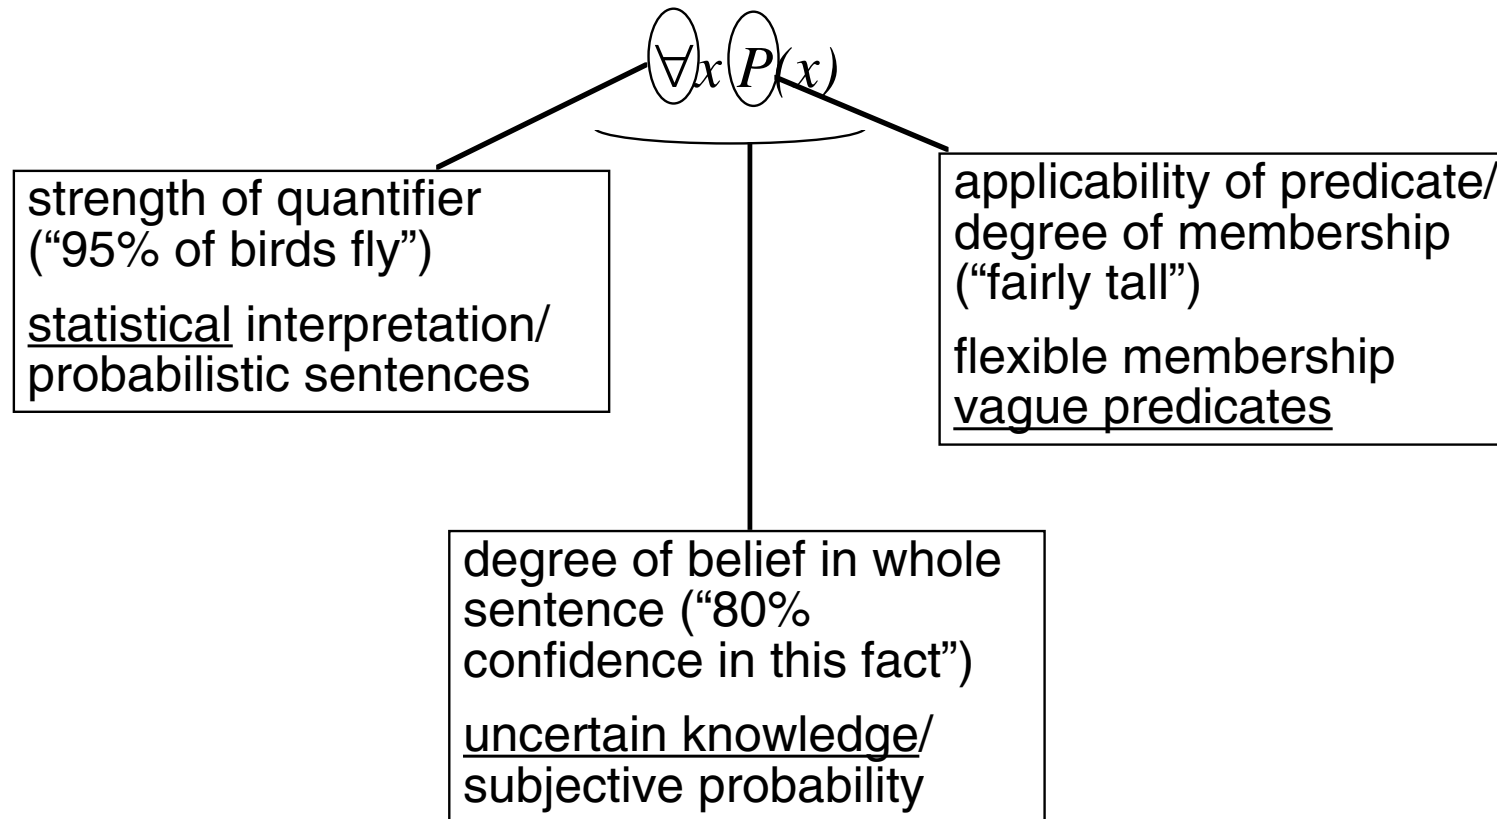 ∀x P(x)
strength of quantifier
(“95% of birds fly”)
statistical interpretation/
probabilistic sentences
applicability of predicate/
degree of membership
(“fairly tall”)
flexible membership
vague predicates
degree of belief in whole
sentence (“80%
confidence in this fact”)
uncertain knowledge/
subjective probability